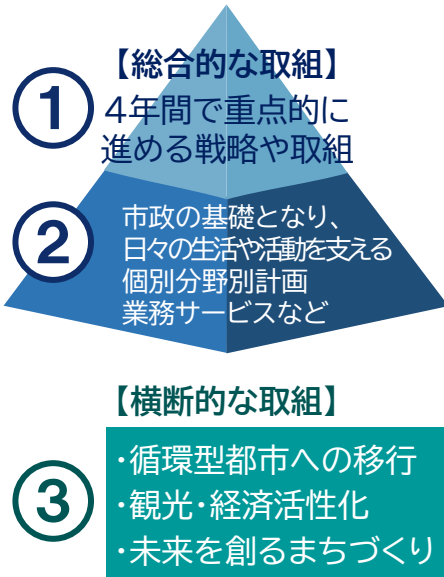 【総合的な取組】
① 4年間で重点的に
進める戦略や取組
② 市政の基礎となり、
日々の生活や活動を支える
個別分野別計画
業務サービスなど
【横断的な取組】
③ ・循環型都市への移行
・観光・経済活性化
・未来を創るまちづくり